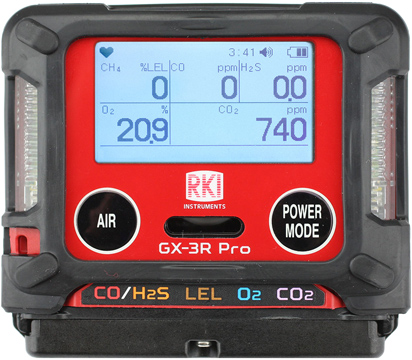 3:41
CH₄ %LEL CO ppm H₂S ppm
0 0 0.0
O₂ % CO₂ ppm
20.9 740
RKI
INSTRUMENTS
AIR
POWER
MODE
GX-3R Pro
CO/H₂S LEL O₂ CO₂